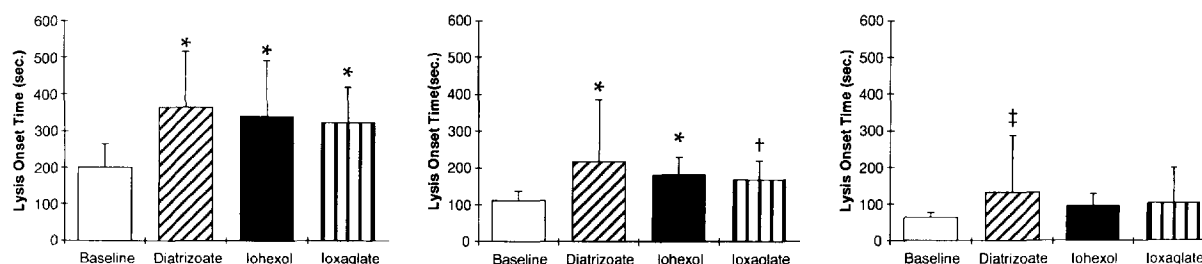 Lysis Onset Time (sec.)
600
500
400
300
200
100
0
* * *
Baseline Diatrizoate Iohexol Ioxaglate
Lysis Onset Time(sec.)
600
500
400
300
200
100
0
* * †
Baseline Diatrizoate Iohexol Ioxaglate
Lysis Onset Time (sec.)
600
500
400
300
200
100
0
‡
Baseline Diatrizoate Iohexol Ioxaglate